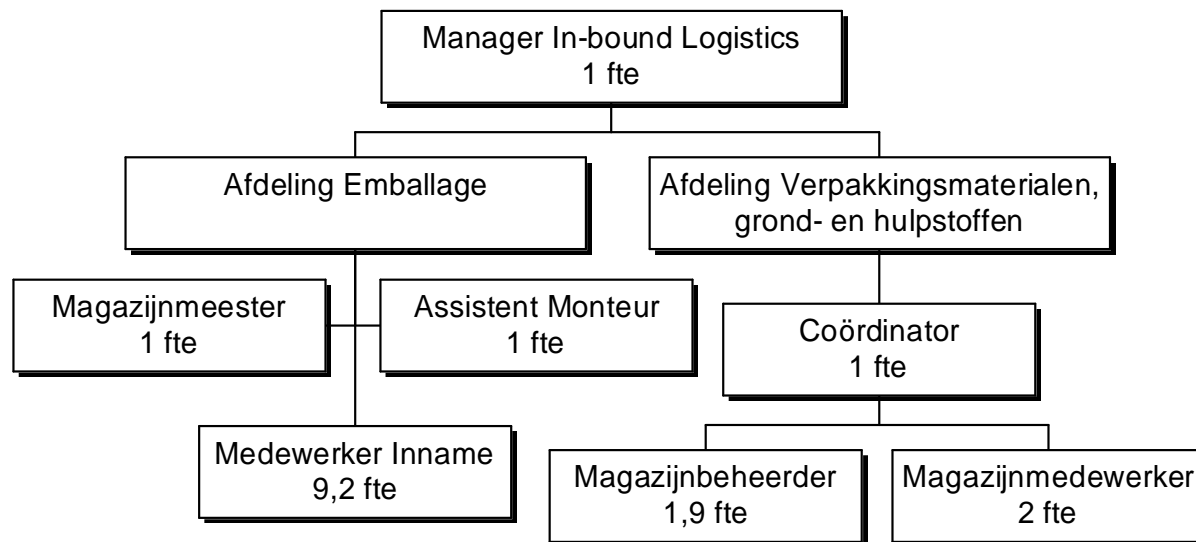 Manager In-bound Logistics
1 fte
Afdeling Emballage
Afdeling Verpakkingsmaterialen,
grond- en hulpstoffen
Magazijnmeester
1 fte
Assistent Monteur
1 fte
Coördinator
1 fte
Medewerker Inname
9,2 fte
Magazijnbeheerder
1,9 fte
Magazijnmedewerker
2 fte